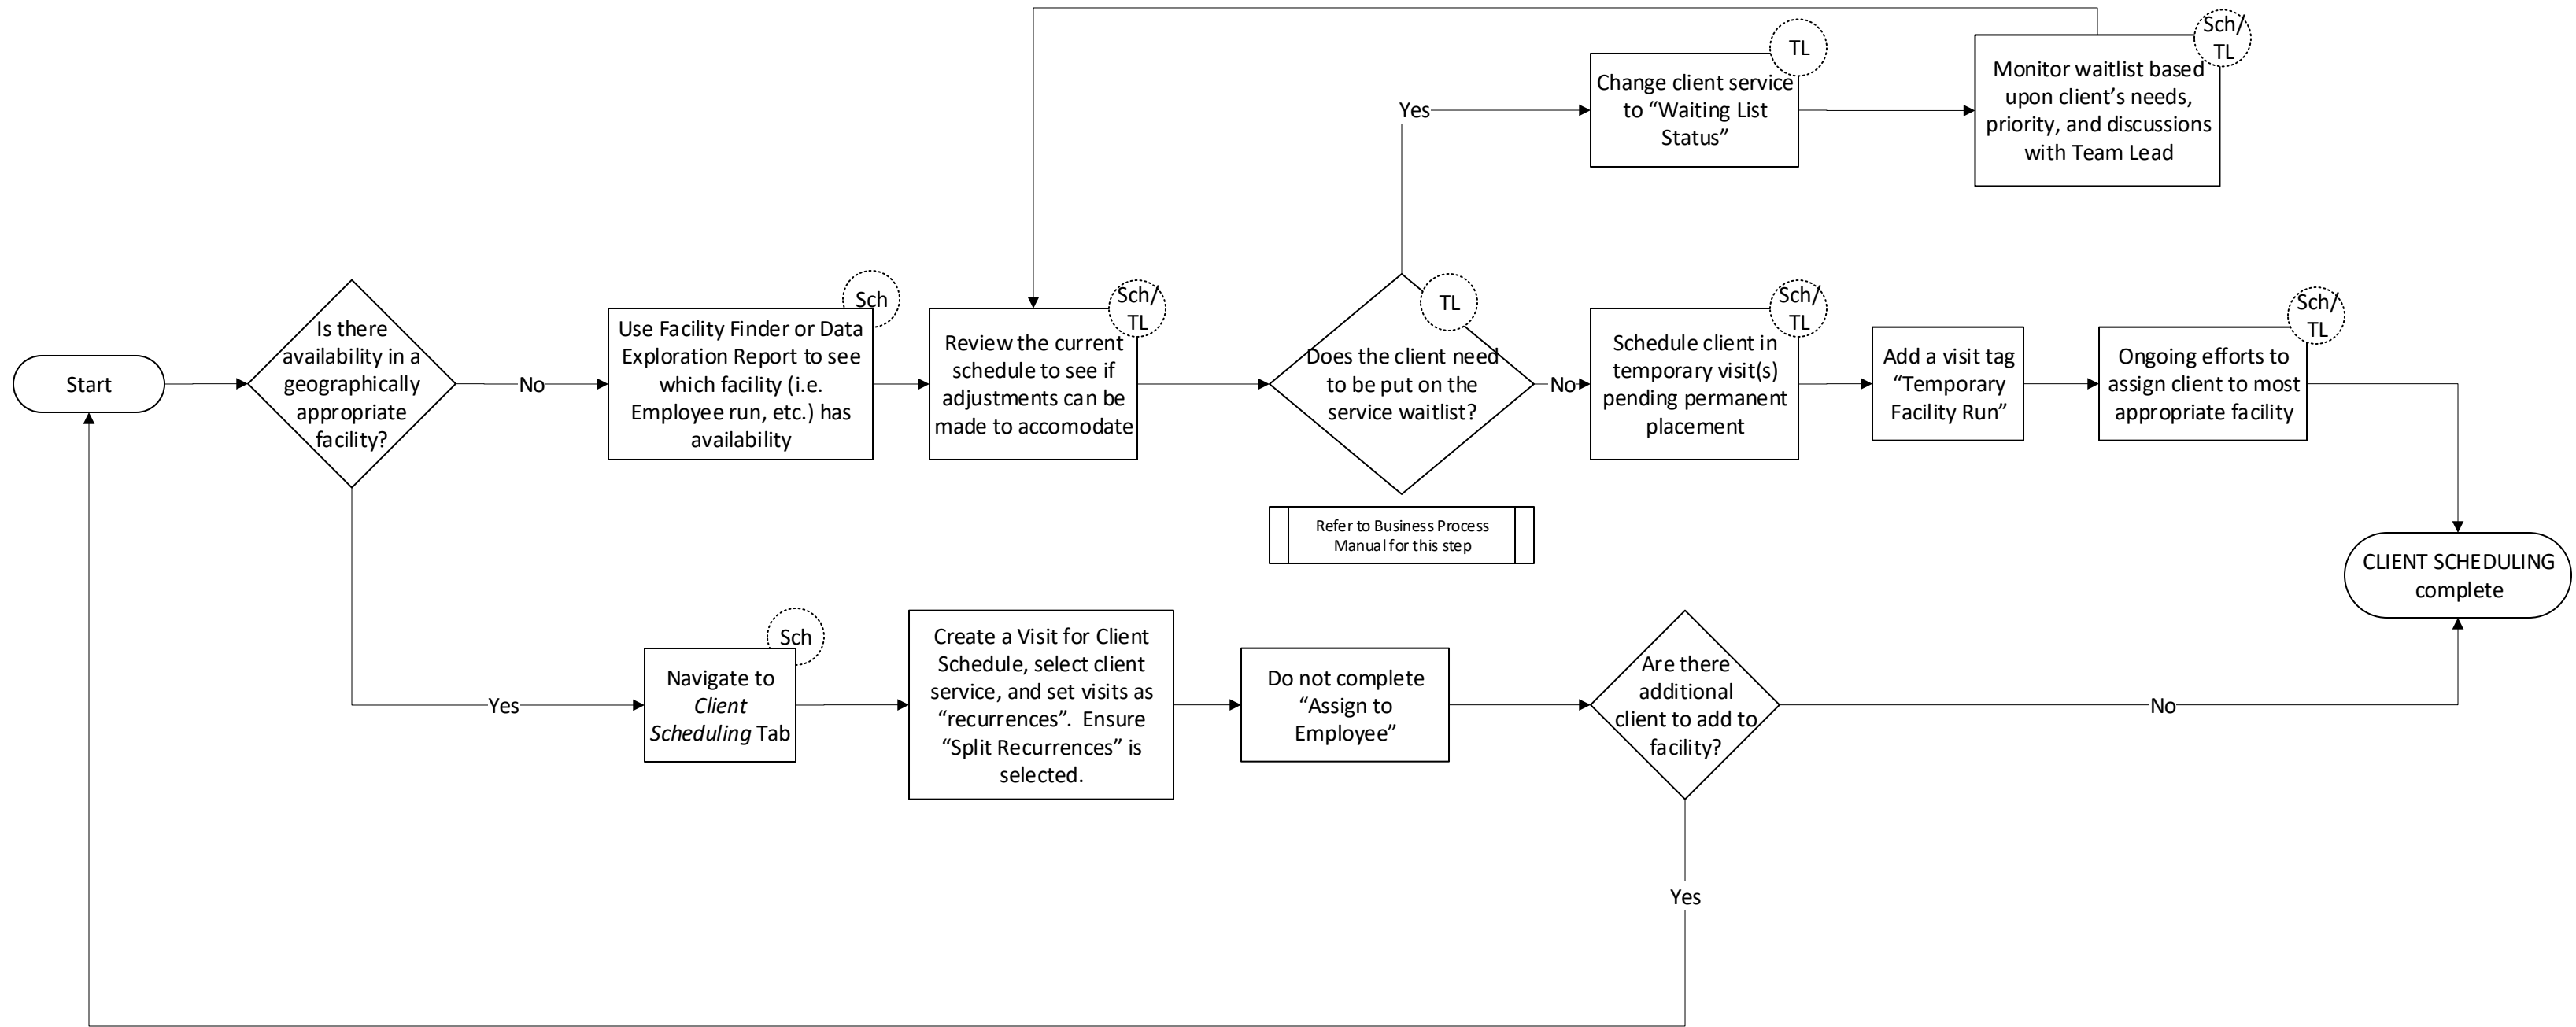 Sch/
TL
TL
Monitor waitlist based
upon client’s needs,
priority, and discussions
with Team Lead
Change client service
to “Waiting List
Status”
Yes
Start
Is there
availability in a
geographically
appropriate
facility?
No
Sch
Use Facility Finder or Data
Exploration Report to see
which facility (i.e.
Employee run, etc.) has
availability
Sch/
TL
Review the current
schedule to see if
adjustments can be
made to accomodate
TL
Does the client need
to be put on the
service waitlist?
No
Sch/
TL
Schedule client in
temporary visit(s)
pending permanent
placement
Add a visit tag
“Temporary
Facility Run”
Sch/
TL
Ongoing efforts to
assign client to most
appropriate facility
Refer to Business Process
Manual for this step
CLIENT SCHEDULING
complete
Yes
Sch
Navigate to
Client
Scheduling Tab
Create a Visit for Client
Schedule, select client
service, and set visits as
“recurrences”.  Ensure
“Split Recurrences” is
selected.
Do not complete
“Assign to
Employee”
Are there
additional
client to add to
facility?
No
Yes